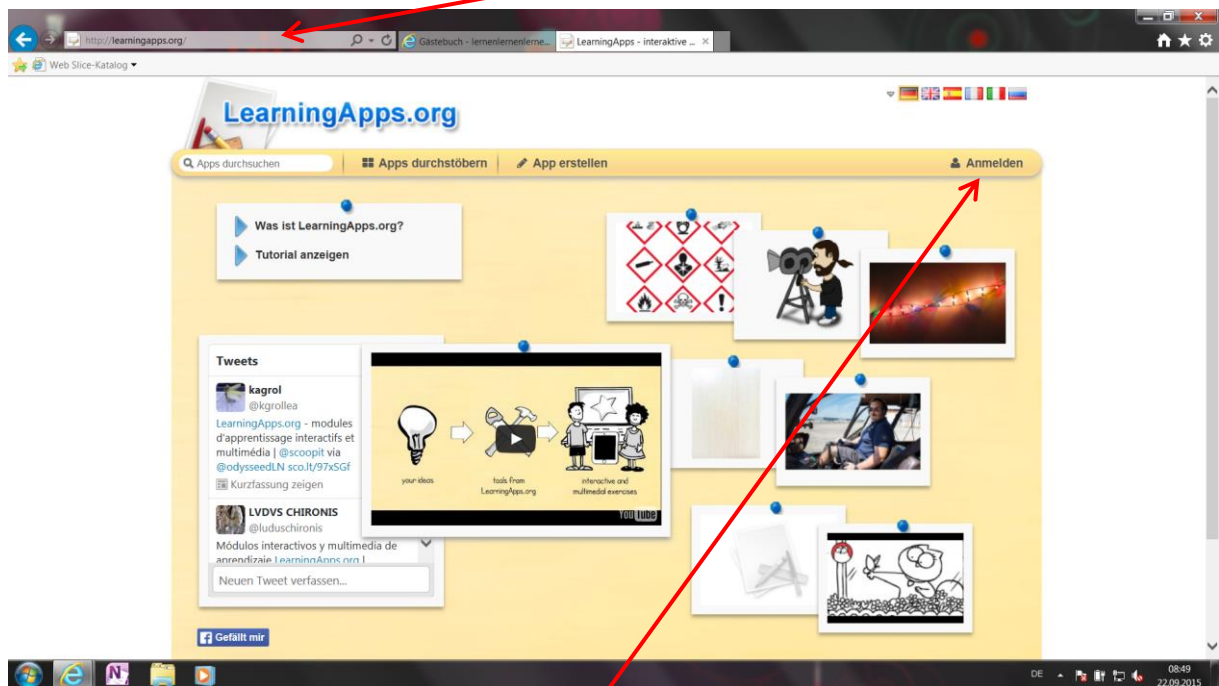 http://learningapps.org/
Gästebuch - lernenlernenlerne...
LearningApps - interaktive ...
Web Slice-Katalog
LearningApps.org
Apps durchsuchen
Apps durchstöbern
App erstellen
Anmelden
Was ist LearningApps.org?
Tutorial anzeigen
Tweets
kagrol
@kgrollea
LearningApps.org - modules
d'apprentissage interactifs et
multimédia | @scoopit via
@odysseedLN sco.lt/97xSGf
Kurzfassung zeigen
LVDVS CHIRONIS
@luduschironis
Módulos interactivos y multimedia de
aprendizaje LearningApps.org |
Neuen Tweet verfassen...
your ideas
tools from
LearningApps.org
interactive and
multimedial exercises
YouTube
Gefällt mir
DE
08:49
22.09.2015